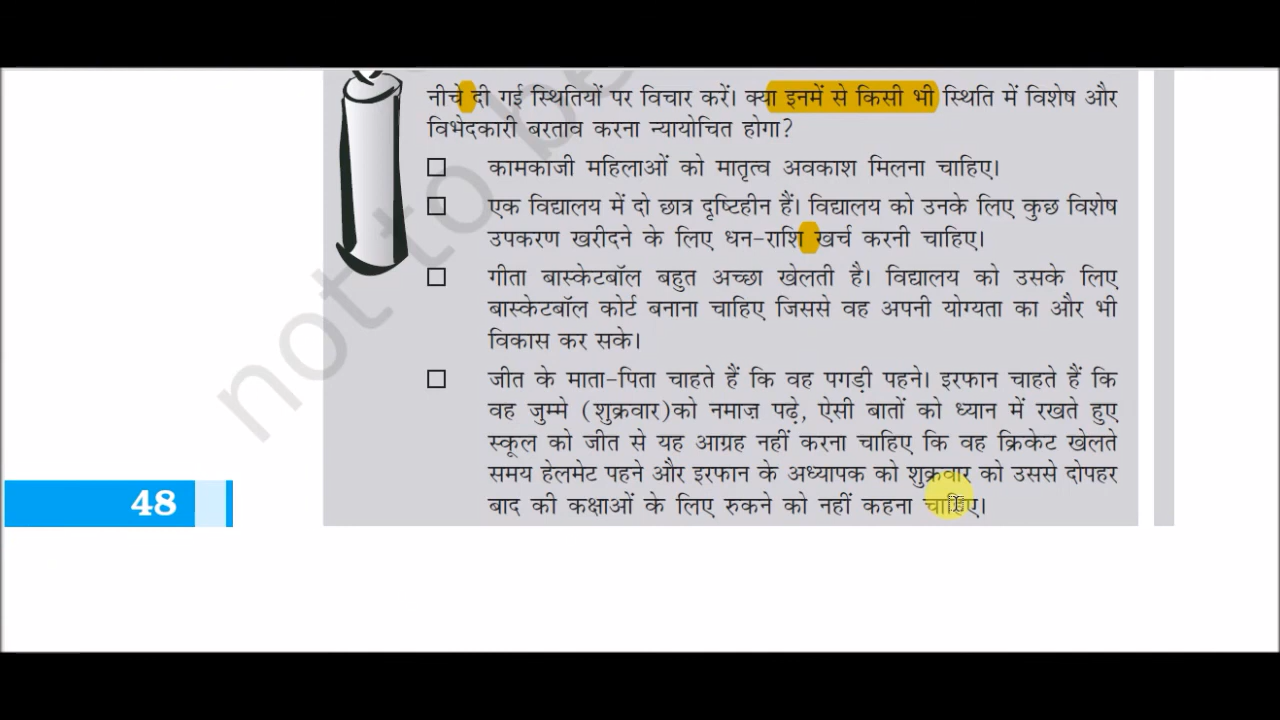 नीचे दी गई स्थितियों पर विचार करें। क्या इनमें से किसी भी स्थिति में विशेष और
विभेदकारी बरताव करना न्यायोचित होगा?
कामकाजी महिलाओं को मातृत्व अवकाश मिलना चाहिए।
एक विद्यालय में दो छात्र दृष्टिहीन हैं। विद्यालय को उनके लिए कुछ विशेष
उपकरण खरीदने के लिए धन-राशि खर्च करनी चाहिए।
गीता बास्केटबॉल बहुत अच्छा खेलती है। विद्यालय को उसके लिए
बास्केटबॉल कोर्ट बनाना चाहिए जिससे वह अपनी योग्यता का और भी
विकास कर सके।
जीत के माता-पिता चाहते हैं कि वह पगड़ी पहने। इरफान चाहते हैं कि
वह जुम्मे (शुक्रवार)को नमाज़ पढ़े, ऐसी बातों को ध्यान में रखते हुए
स्कूल को जीत से यह आग्रह नहीं करना चाहिए कि वह क्रिकेट खेलते
समय हेलमेट पहने और इरफान के अध्यापक को शुक्रवार को उससे दोपहर
बाद की कक्षाओं के लिए रुकने को नहीं कहना चाहिए।
48
not to be